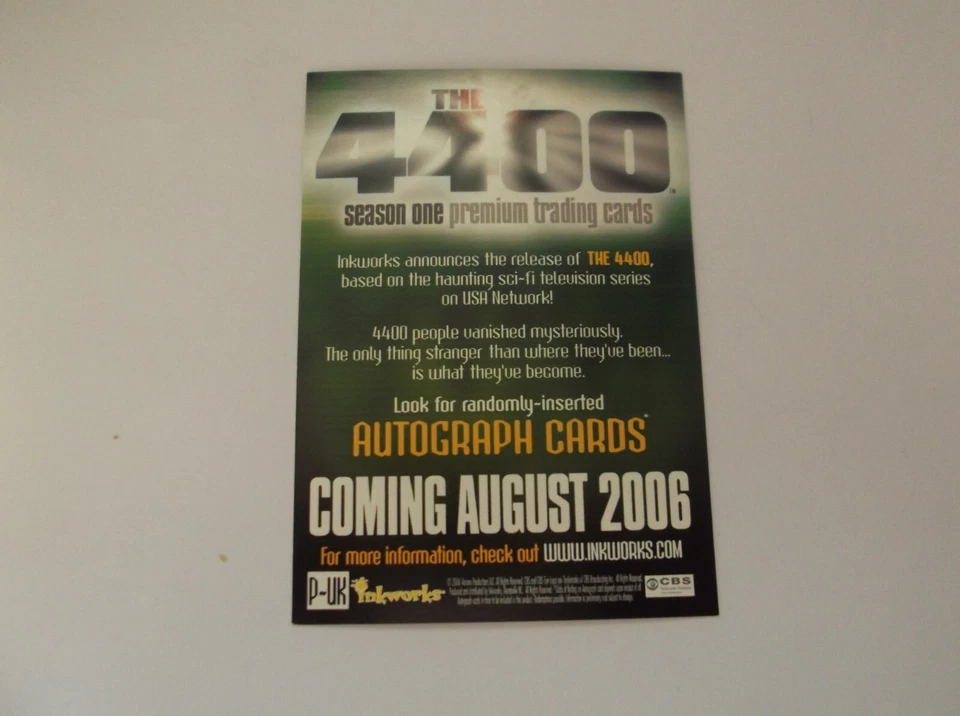 THE
4400
season one premium trading cards
Inkworks announces the release of THE 4400,
based on the haunting sci-fi television series
on USA Network!
4400 people vanished mysteriously.
The only thing stranger than where they've been...
is what they've become.
Look for randomly-inserted
AUTOGRAPH CARDS*
COMING AUGUST 2006
For more information, check out WWW.INKWORKS.COM
P-UK inkworks CBS